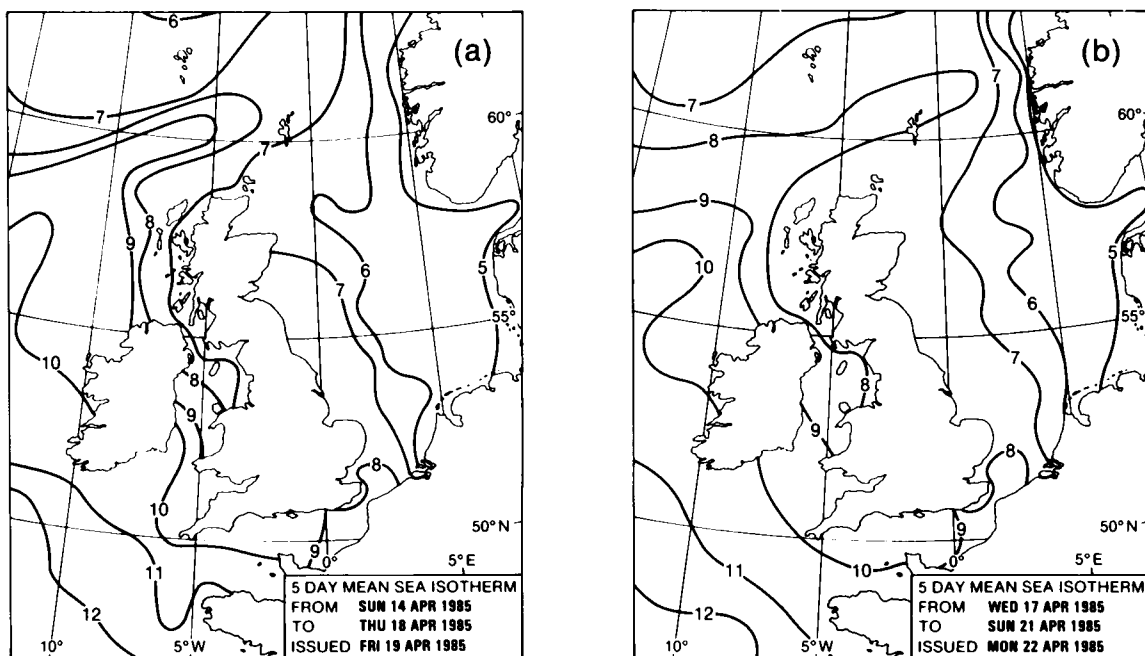 (a)
6
7
60°
7
8
9
6
7
5
55°
10
8
9
8
10
50° N
9
0°
5°E
11
12
10°
5°W
5 DAY MEAN SEA ISOTHERM
FROM SUN 14 APR 1985
TO THU 18 APR 1985
ISSUED FRI 19 APR 1985
(b)
7
7
60°
8
9
10
5
6
55°
7
8
9
8
50° N
9
0°
5°E
10
11
12
10°
5°W
5 DAY MEAN SEA ISOTHERM
FROM WED 17 APR 1985
TO SUN 21 APR 1985
ISSUED MON 22 APR 1985